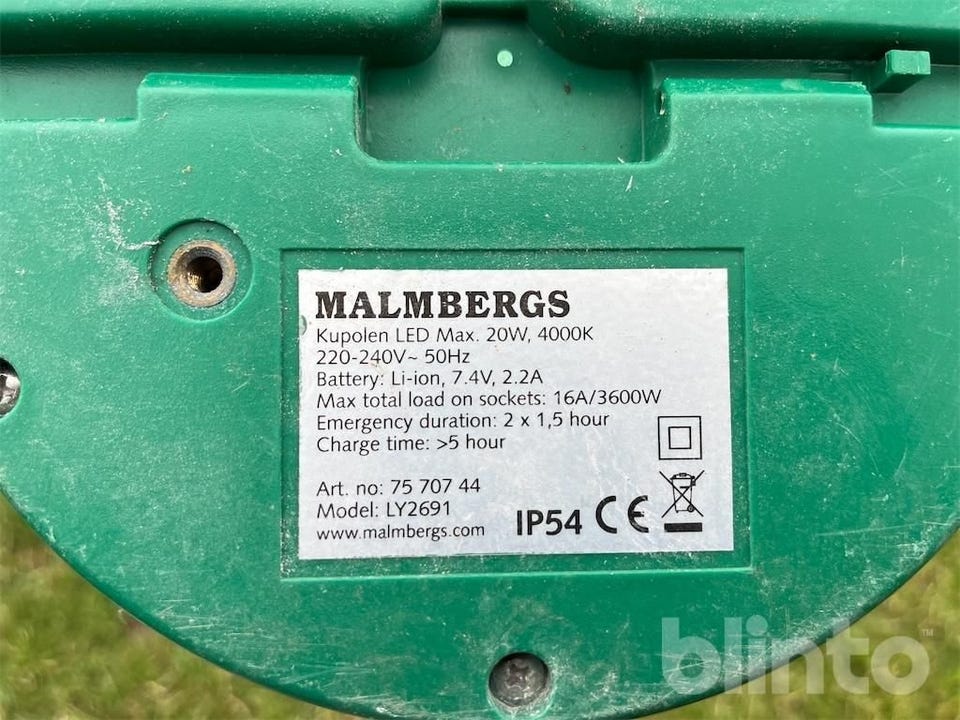 MALMBERGS
Kupolen LED Max. 20W, 4000K
220-240V~ 50Hz
Battery: Li-ion, 7.4V, 2.2A
Max total load on sockets: 16A/3600W
Emergency duration: 2 x 1,5 hour
Charge time: >5 hour
Art. no: 75 707 44
Model: LY2691
www.malmbergs.com
IP54 CE
blinto™